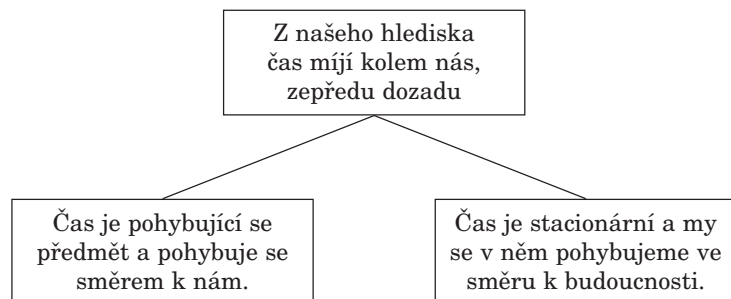 Z našeho hlediska
čas míjí kolem nás,
zepředu dozadu
Čas je pohybující se
předmět a pohybuje se
směrem k nám.
Čas je stacionární a my
se v něm pohybujeme ve
směru k budoucnosti.